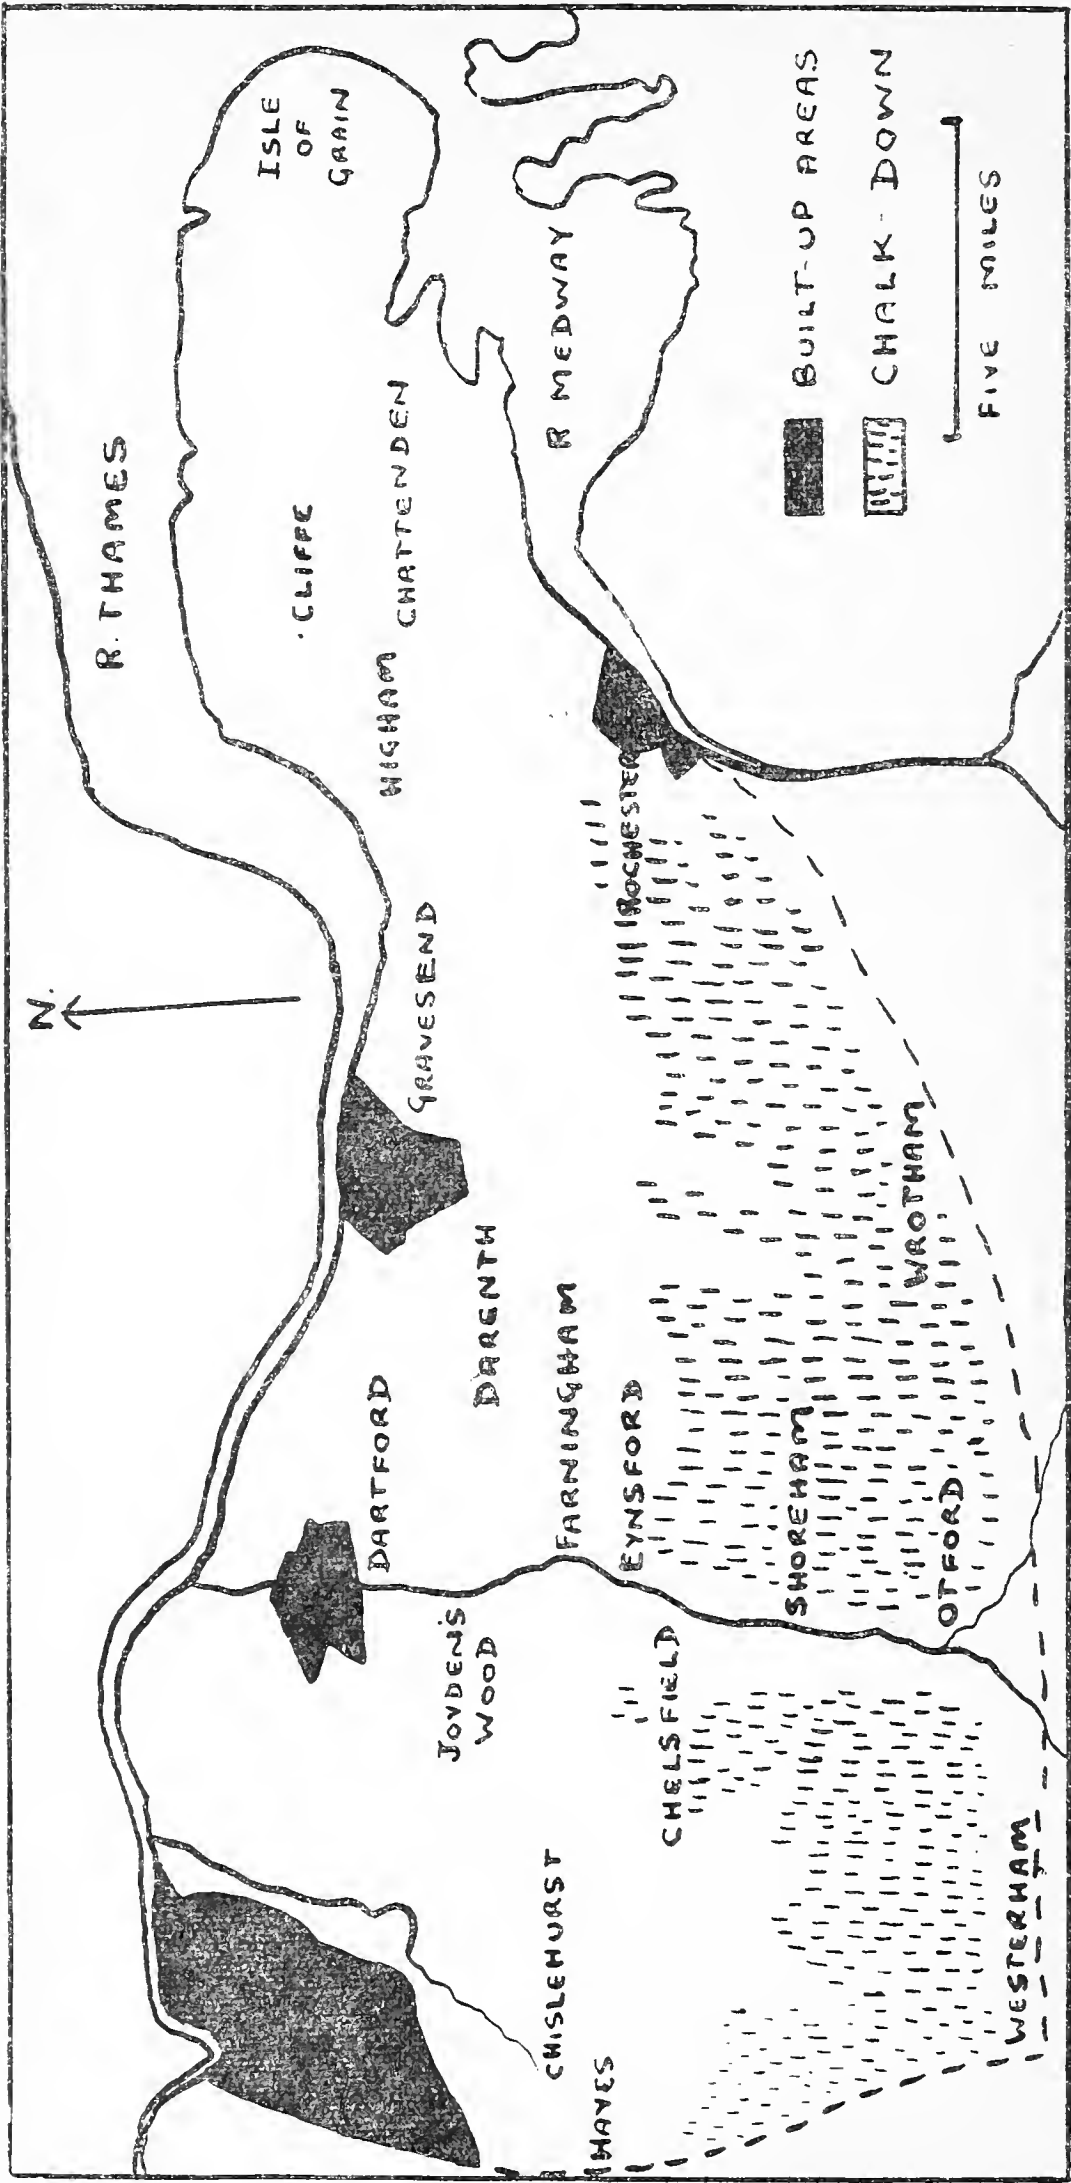 N.
R. THAMES
ISLE
OF
GRAIN
CLIFFE
HIGHAM
CHATTENDEN
R MEDWAY
GRAVESEND
DARTFORD
DARENTH
JOYDEN'S
WOOD
FARNINGHAM
EYNSFORD
ROCHESTER
CHISLEHURST
HAYES
CHELSFIELD
SHOREHAM
OTFORD
WROTHAM
WESTERHAM
BUILT-UP AREAS
CHALK-DOWN
FIVE MILES